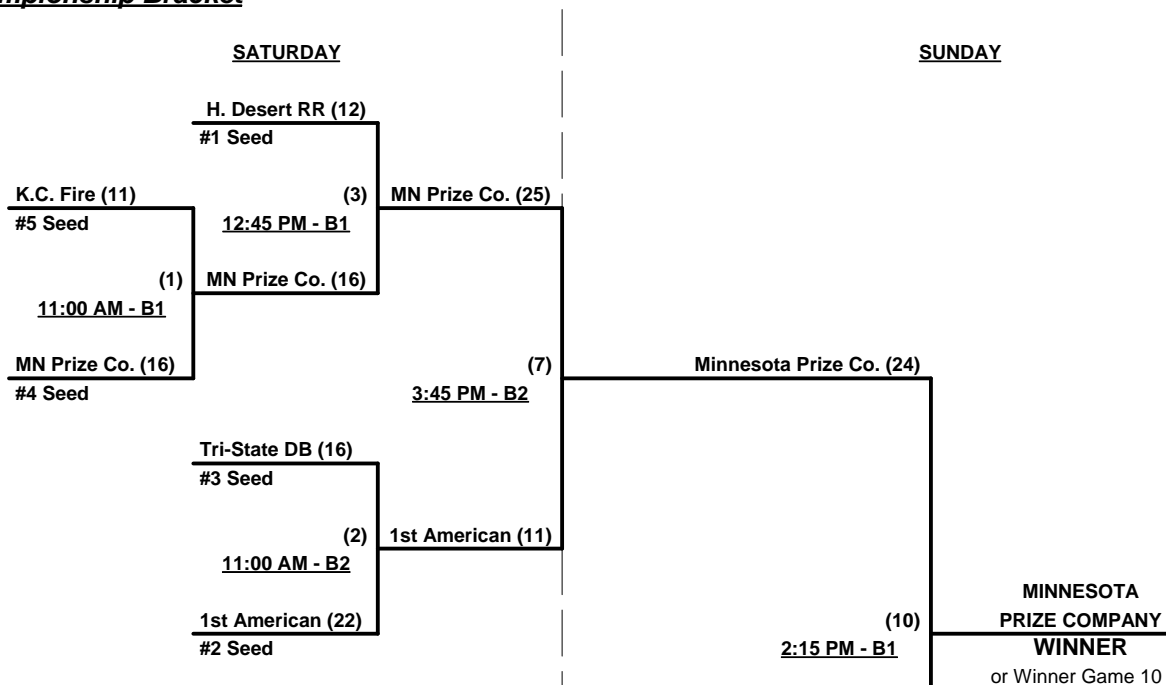 SATURDAY
SUNDAY
H. Desert RR (12)
#1 Seed
K.C. Fire (11)
(3)
MN Prize Co. (25)
#5 Seed
12:45 PM - B1
(1)
MN Prize Co. (16)
11:00 AM - B1
MN Prize Co. (16)
(7)
Minnesota Prize Co. (24)
#4 Seed
3:45 PM - B2
Tri-State DB (16)
#3 Seed
(2)
1st American (11)
11:00 AM - B2
MINNESOTA
1st American (22)
(10)
PRIZE COMPANY
#2 Seed
2:15 PM - B1
WINNER
or Winner Game 10